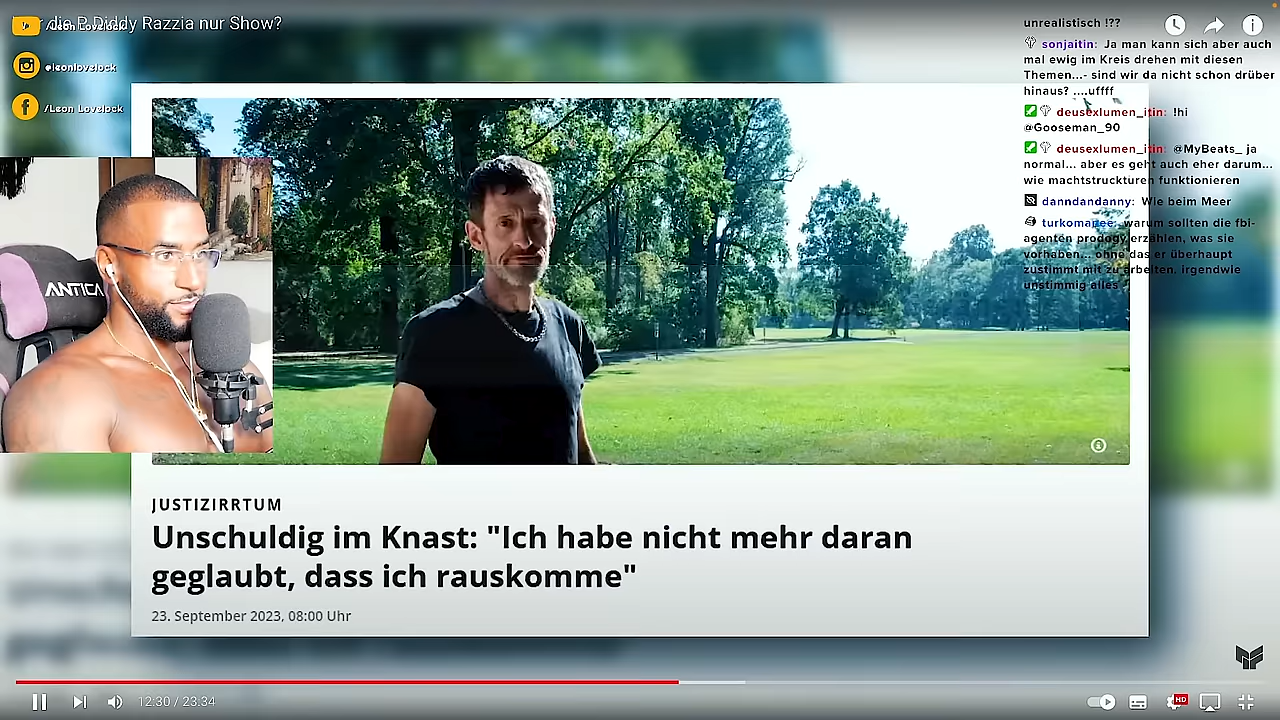 die P Diddy Razzia nur Show?
/Leon Lovelock
@leonlovelock
/Leon Lovelock
ANTICA
unrealistisch !??
sonjaitin: Ja man kann sich aber auch
mal ewig im Kreis drehen mit diesen
Themen...- sind wir da nicht schon drüber
hinaus? ....uffff
deusexlumen_itin: !hi
@Gooseman_90
deusexlumen_itin: @MyBeats_ ja
normal... aber es geht auch eher darum...
wie machtstruckturen funktionieren
danndandanny: Wie beim Meer
turkomapee: warum sollten die fbi-
agenten prodogy erzählen, was sie
vorhaben... ohne das er überhaupt
zustimmt mit zu erbeiten. irgendwie
unstimmig alles
JUSTIZIRRTUM
Unschuldig im Knast: "Ich habe nicht mehr daran
geglaubt, dass ich rauskomme"
23. September 2023, 08:00 Uhr
12:30 / 23:34
HD